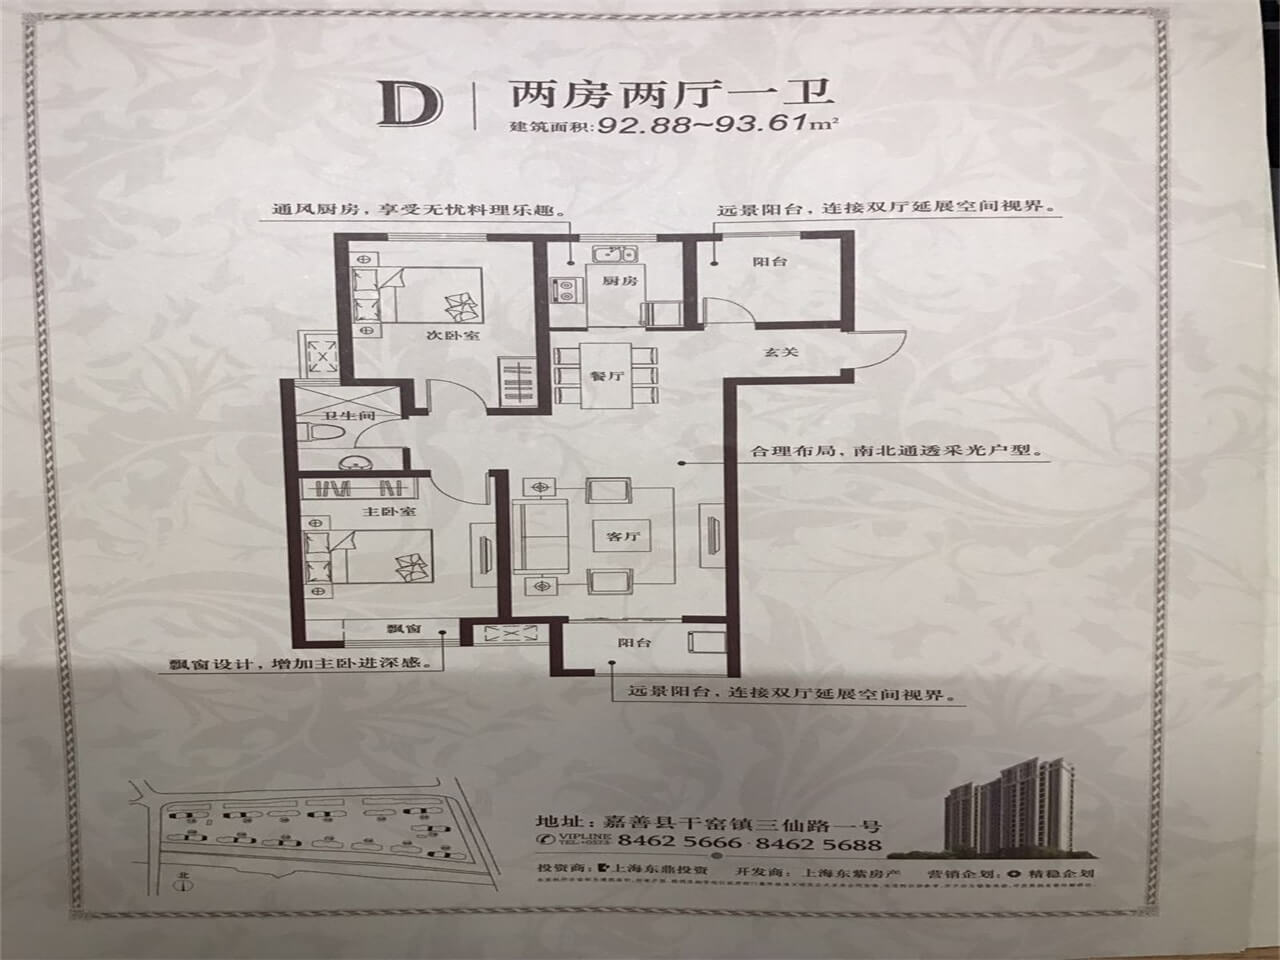 D
两房两厅一卫
建筑面积:92.88~93.61m²
通风厨房，享受无忧料理乐趣。
远景阳台，连接双厅延展空间视界。
阳台
厨房
次卧室
玄关
餐厅
卫生间
合理布局，南北通透采光户型。
主卧室
客厅
飘窗
阳台
飘窗设计，增加主卧进深感。
远景阳台，连接双厅延展空间视界。
地址：嘉善县干窑镇三仙路一号
VIPLINE
TEL:+0573-
8462 5666·8462 5688
投资商：上海东鼎投资 开发商：上海东紫房产 营销企划：精稳企划
北